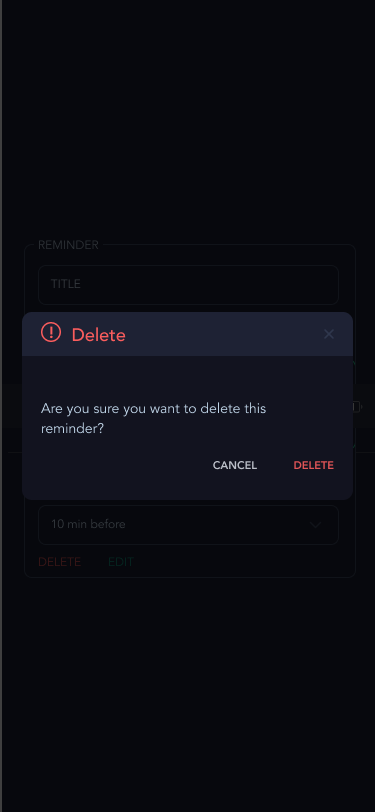 REMINDER
TITLE
Delete
Are you sure you want to delete this
reminder?
CANCEL
DELETE
10 min before
DELETE
EDIT